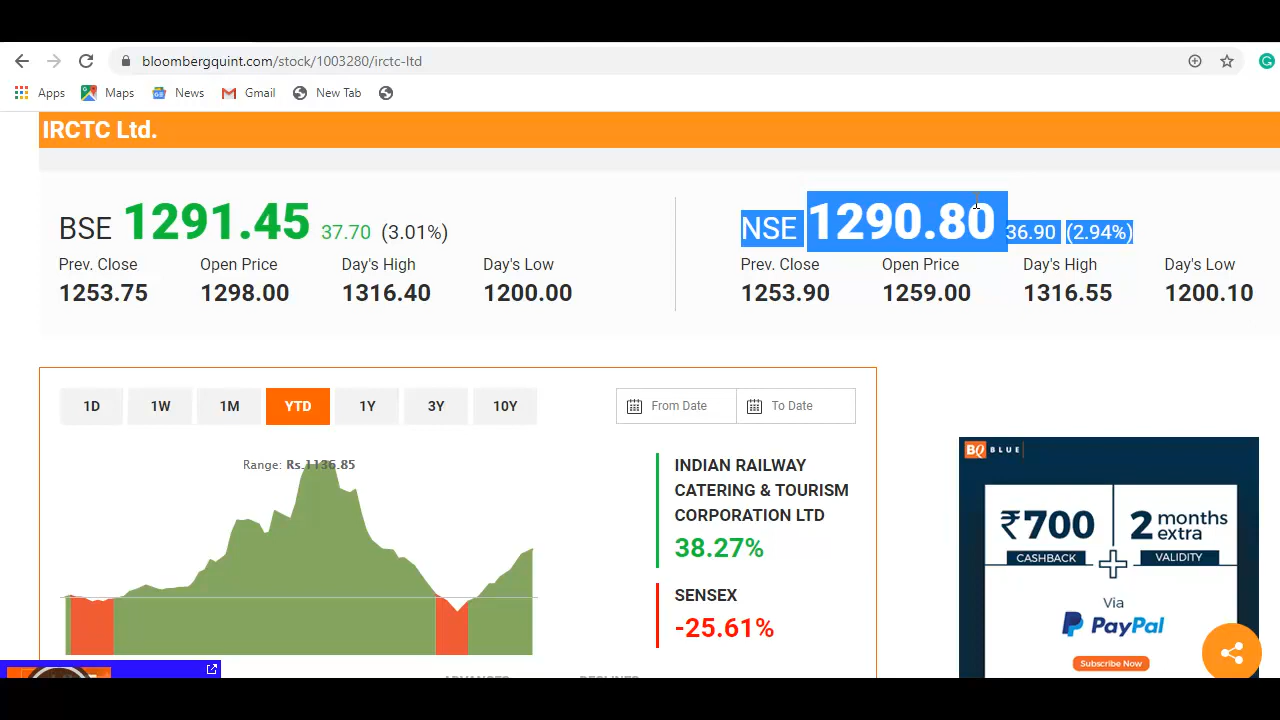 bloombergquint.com/stock/1003280/irctc-ltd
Apps Maps News Gmail New Tab
IRCTC Ltd.
BSE 1291.45 37.70 (3.01%)
Prev. Close Open Price Day's High Day's Low
1253.75 1298.00 1316.40 1200.00
NSE 1290.80 36.90 (2.94%)
Prev. Close Open Price Day's High Day's Low
1253.90 1259.00 1316.55 1200.10
1D 1W 1M YTD 1Y 3Y 10Y
From Date To Date
Range: Rs.1136.85
INDIAN RAILWAY
CATERING & TOURISM
CORPORATION LTD
38.27%
SENSEX
-25.61%
BQ BLUE
₹700
CASHBACK
+
2 months
extra
VALIDITY
Via
PayPal
Subscribe Now